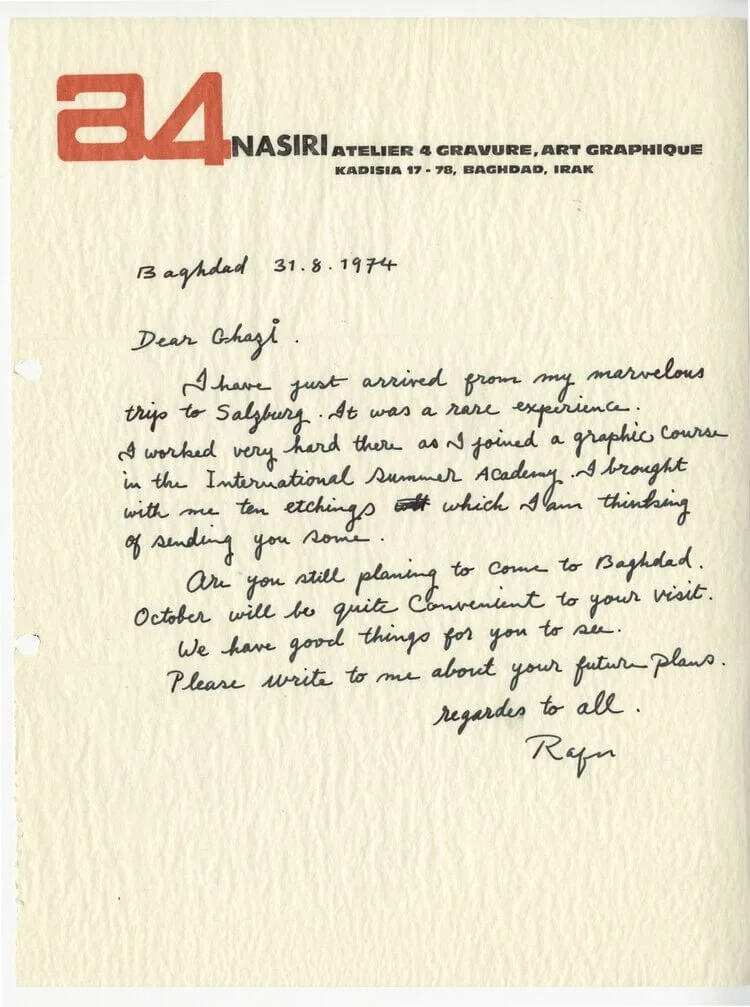 a4 NASIRI ATELIER 4 GRAVURE, ART GRAPHIQUE
KADISIA 17 - 78, BAGHDAD, IRAK
Baghdad 31.8.1974
Dear Ghazi.
I have just arrived from my marvelous
trip to Salzburg. It was a rare experience.
I worked very hard there as I joined a graphic course
in the International Summer Academy. I brought
with me ten etchings which I am thinking
of sending you some.
Are you still planing to come to Baghdad.
October will be quite Convenient to your visit.
We have good things for you to see.
Please write to me about your future plans.
regardes to all.